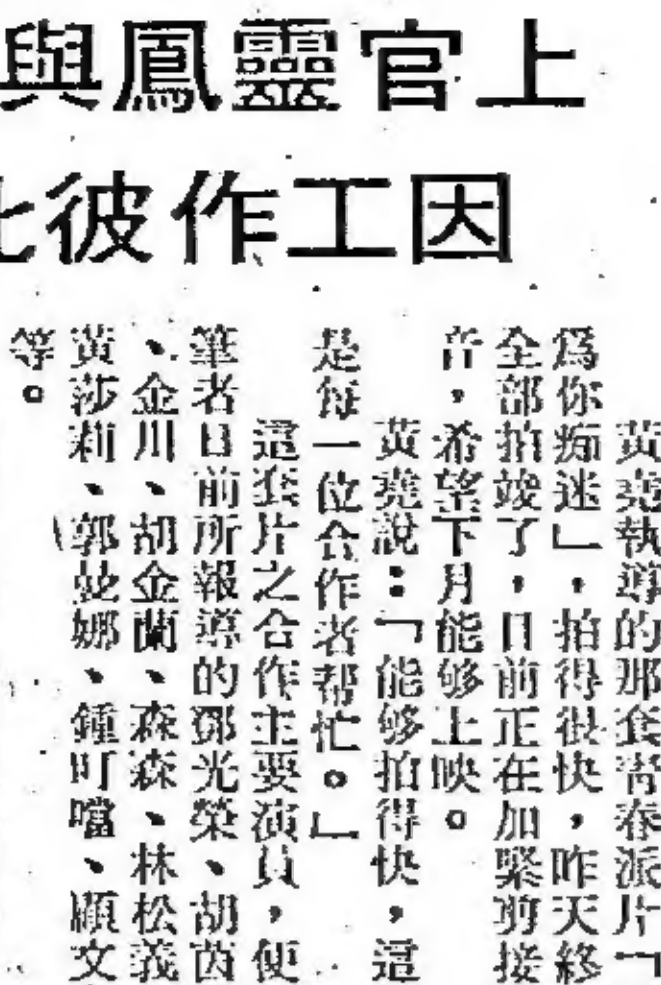 上官靈鳳與
因工作彼
黃堯執導的那套青春派片「
為你痴迷」，拍得很快，昨天終
全部拍竣了，目前正在加緊剪接
音，希望下月能够上映。
黃堯說：「能够拍得快，這
是每一位合作者帮忙。」
這套片之合作主要演員，便
筆者日前所報導的鄧光榮、胡茵
、金川、胡金蘭、森森、林松義
黃莎莉、郭曼娜、鍾叮噹、顧文
等。